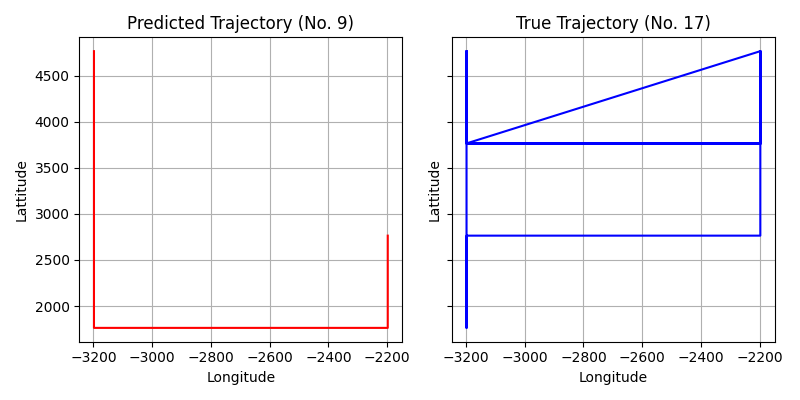 Predicted Trajectory (No. 9)
True Trajectory (No. 17)
4500
4000
3500
3000
2500
2000
Lattitude
Lattitude
−3200 −3000 −2800 −2600 −2400 −2200
−3200 −3000 −2800 −2600 −2400 −2200
Longitude
Longitude